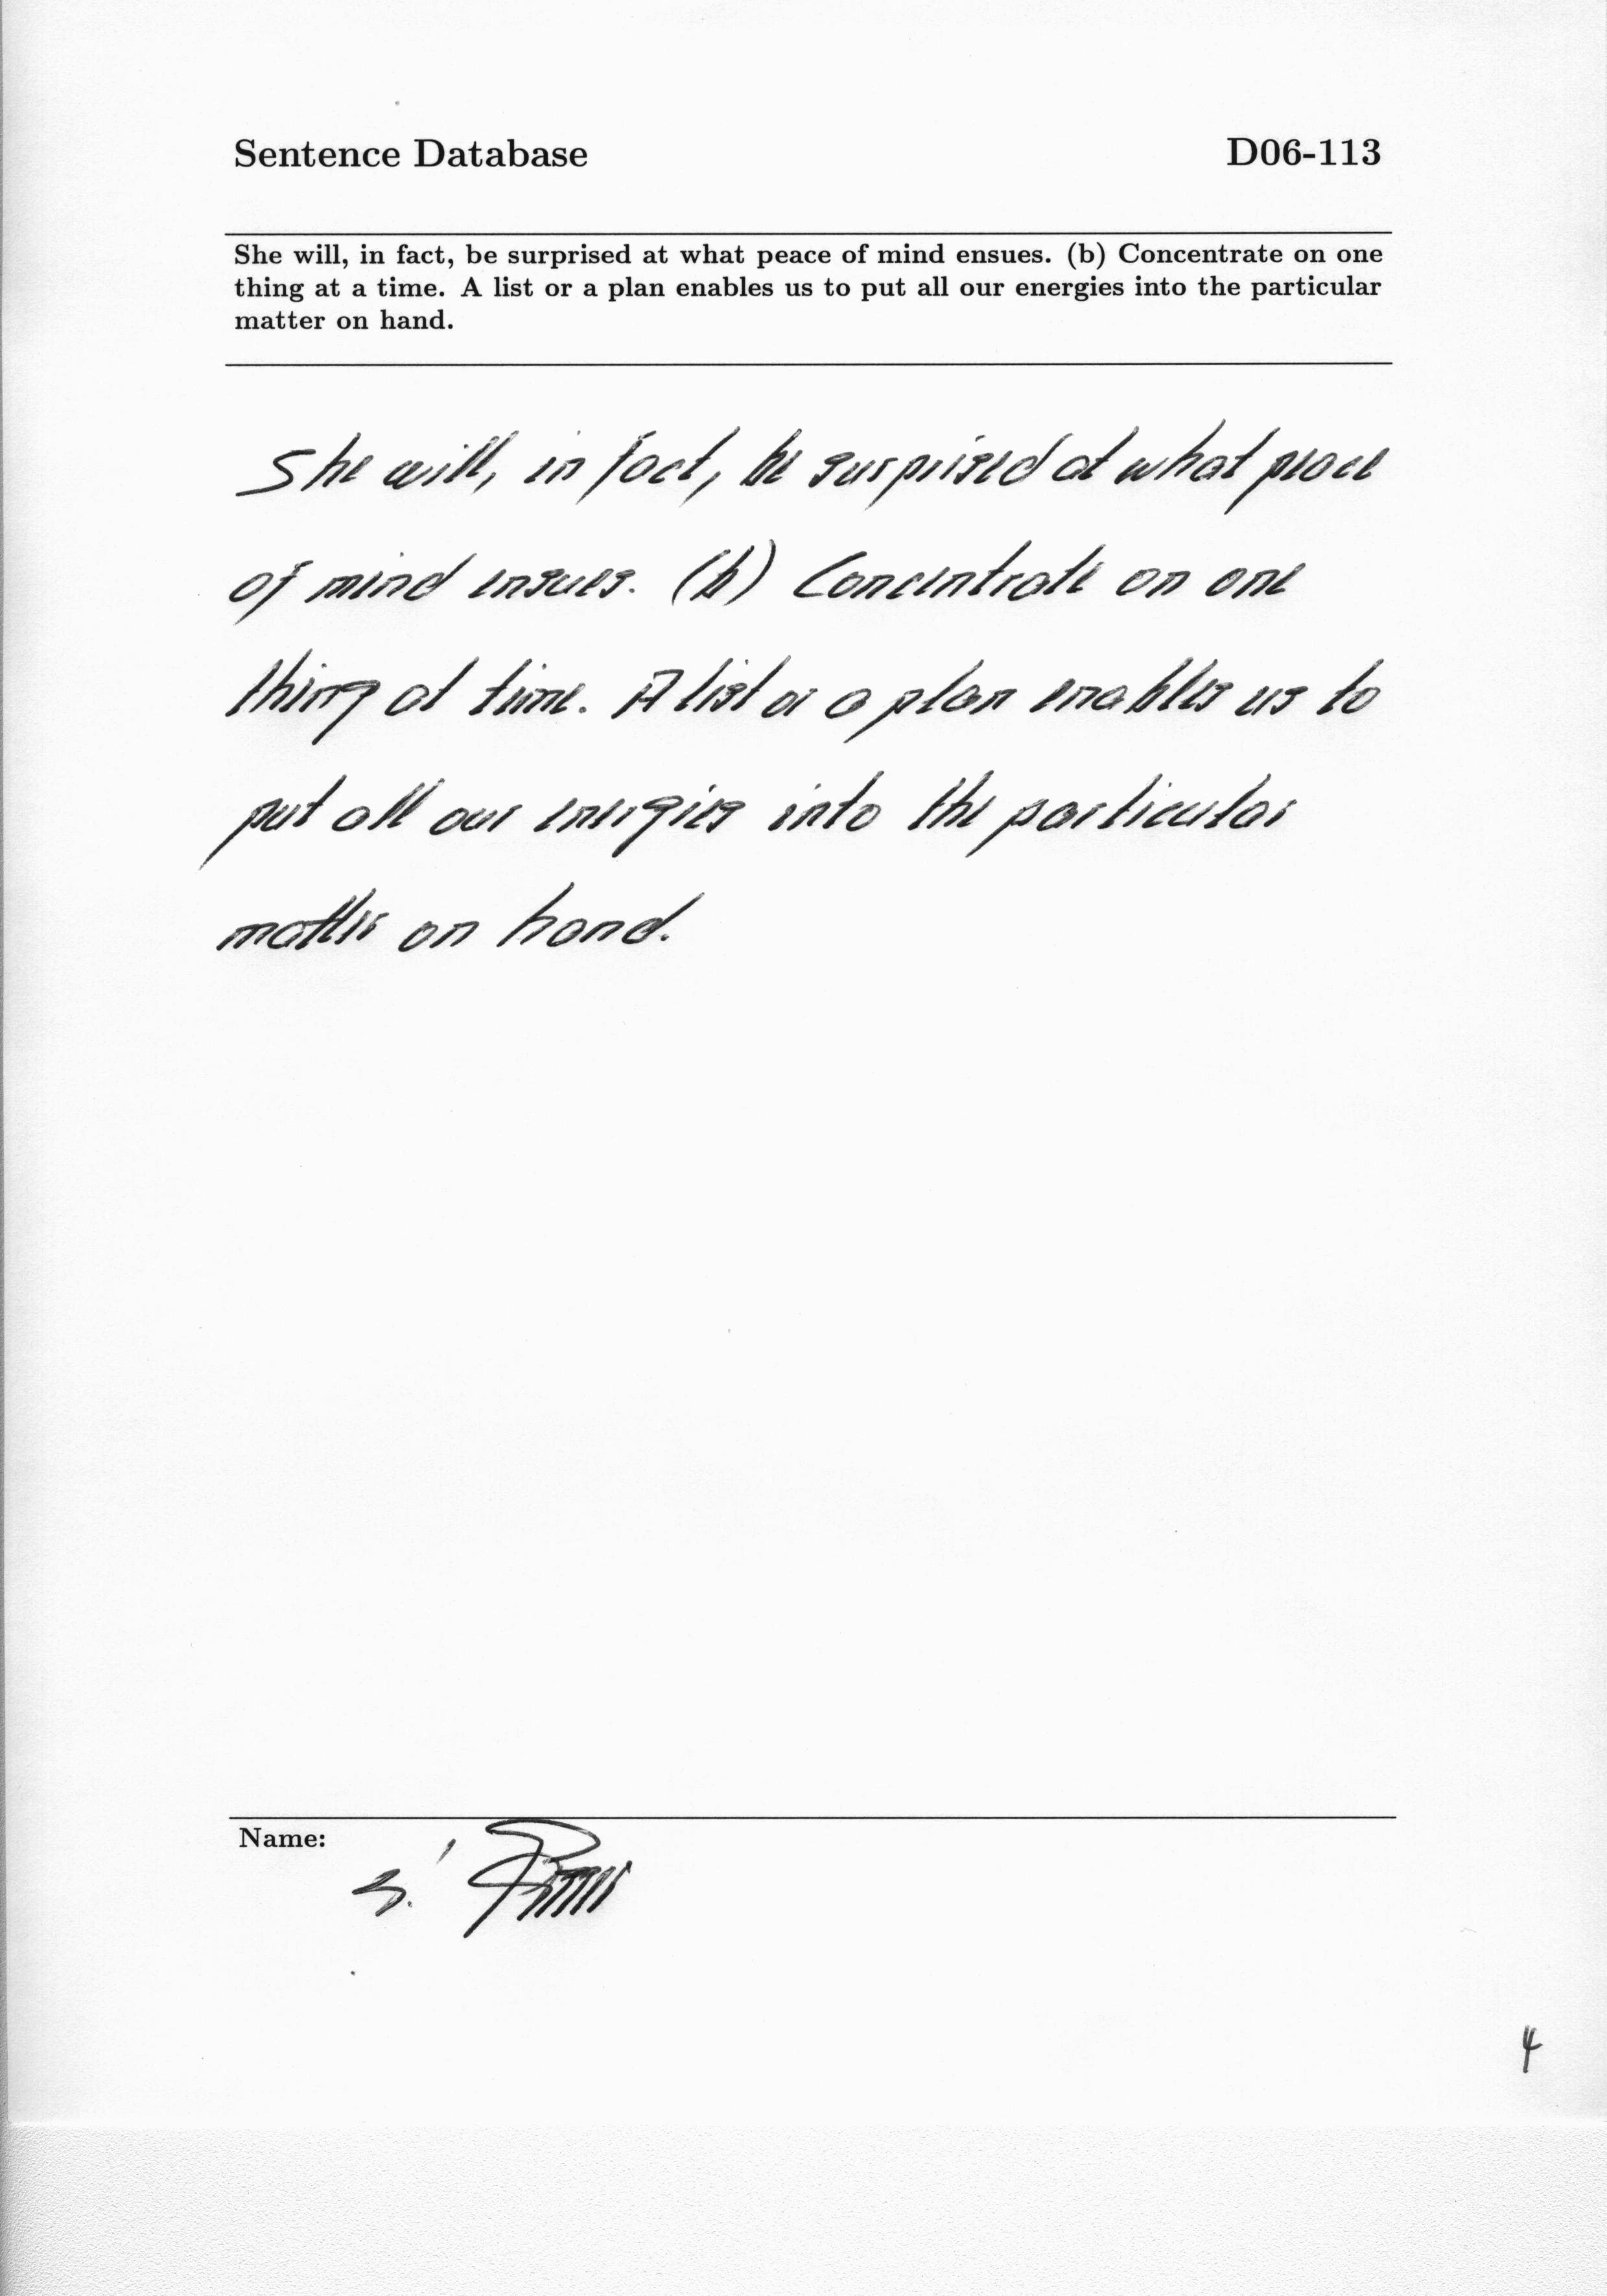 Sentence Database D06-113
She will, in fact, be surprised at what peace of mind ensues. (b) Concentrate on one
thing at a time. A list or a plan enables us to put all our energies into the particular
matter on hand.
She will, in fact, be surprised at what peace
of mind ensues. (b) Concentrate on one
thing at time. A list or a plan enables us to
put all our energies into the particular
matter on hand.
Name:
4